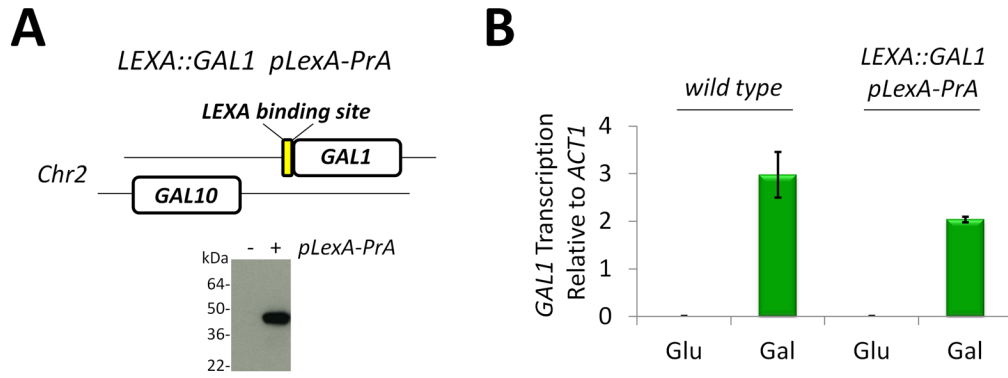 A
LEXA::GAL1 pLexA-PrA
LEXA binding site
GAL1
Chr2
GAL10
- + pLexA-PrA
kDa
64-
50-
36-
22-
B
wild type
LEXA::GAL1
pLexA-PrA
GAL1 Transcription
Relative to ACT1
4
3
2
1
0
Glu Gal Glu Gal